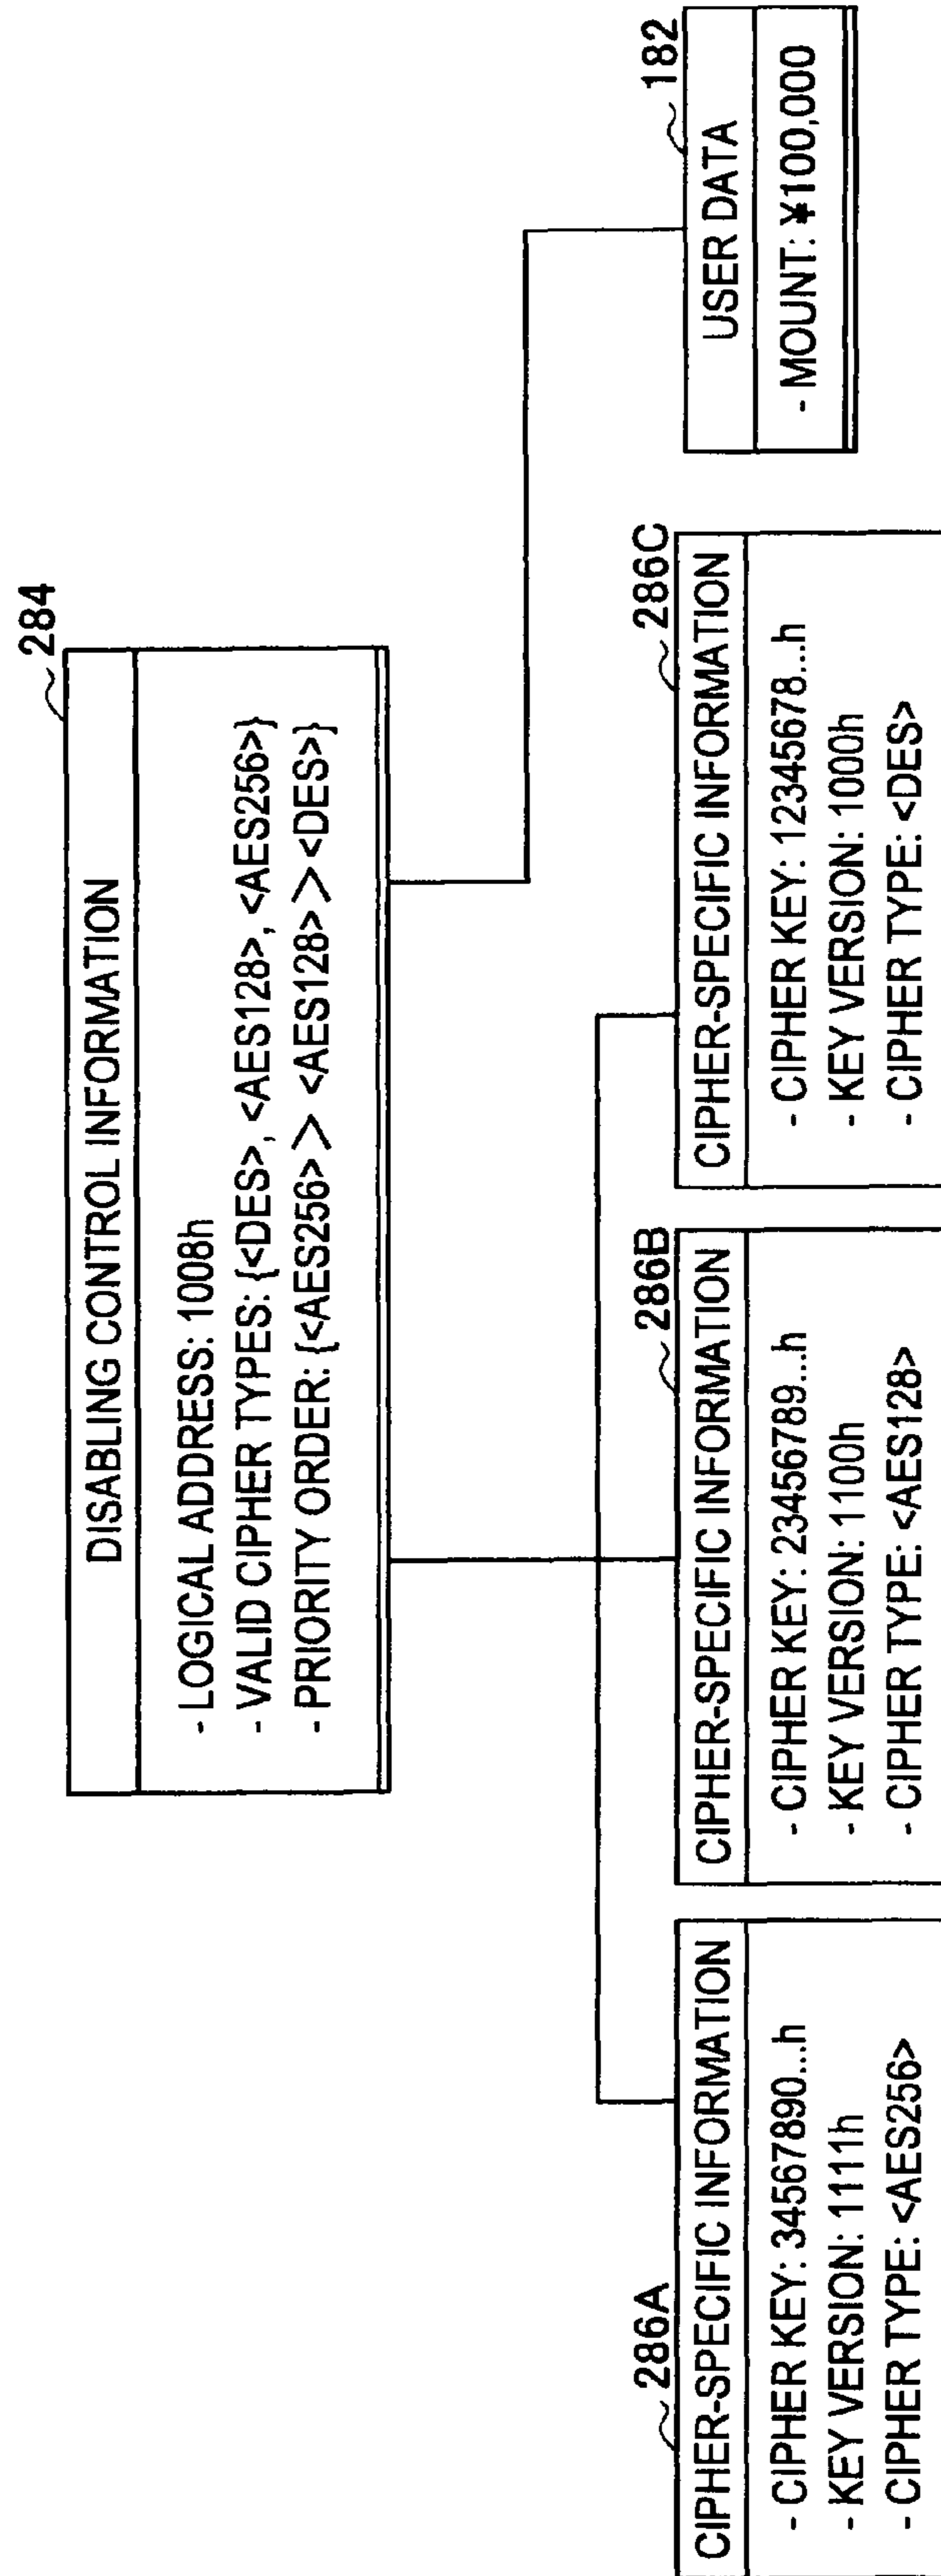 284
DISABLING CONTROL INFORMATION
- LOGICAL ADDRESS: 1008h
- VALID CIPHER TYPES: {<DES>, <AES128>, <AES256>}
- PRIORITY ORDER: {<AES256> > <AES128> > <DES>}
286A
CIPHER-SPECIFIC INFORMATION
- CIPHER KEY: 34567890...h
- KEY VERSION: 1111h
- CIPHER TYPE: <AES256>
286B
CIPHER-SPECIFIC INFORMATION
- CIPHER KEY: 23456789...h
- KEY VERSION: 1100h
- CIPHER TYPE: <AES128>
286C
CIPHER-SPECIFIC INFORMATION
- CIPHER KEY: 12345678...h
- KEY VERSION: 1000h
- CIPHER TYPE: <DES>
182
USER DATA
- MOUNT: ¥100,000